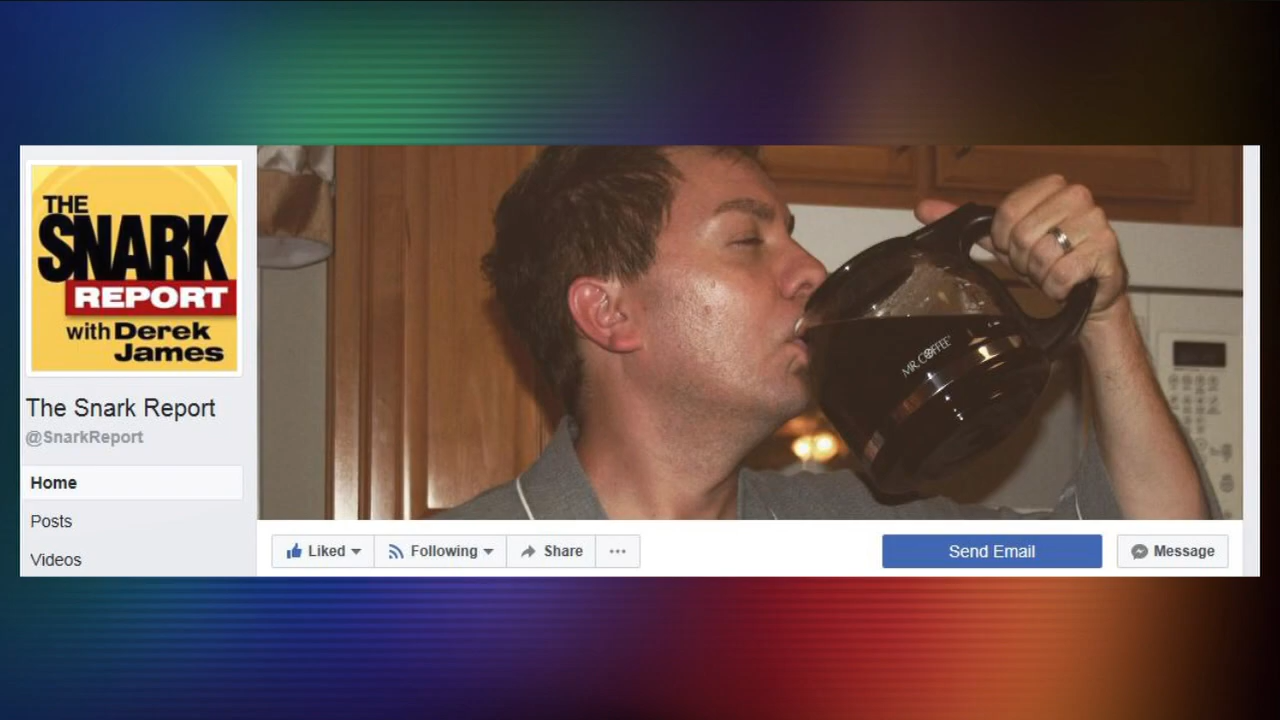 THE
SNARK
REPORT
with Derek
James
The Snark Report
@SnarkReport
Home
Posts
Videos
MR. COFFEE
Liked
Following
Share
Send Email
Message